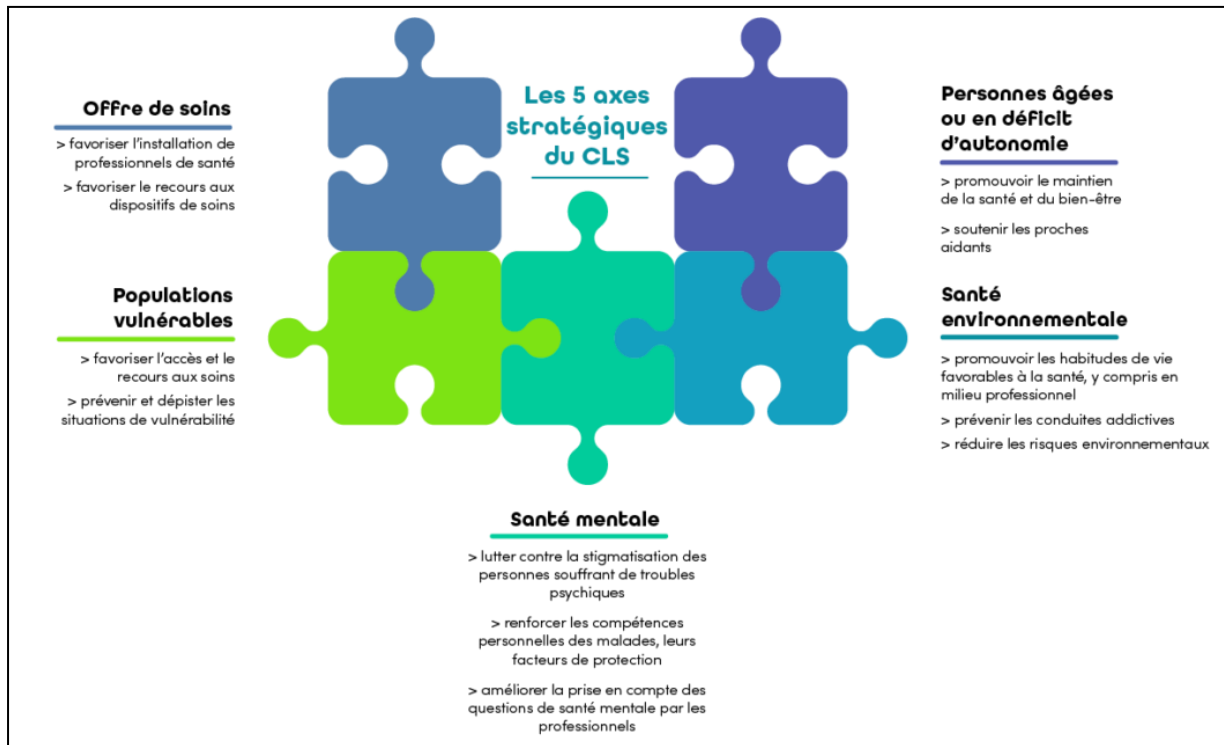 Les 5 axes
stratégiques
du CLS
Offre de soins
> favoriser l'installation de
professionnels de santé
> favoriser le recours aux
dispositifs de soins
Populations
vulnérables
> favoriser l'accès et le
recours aux soins
> prévenir et dépister les
situations de vulnérabilité
Personnes âgées
ou en déficit
d'autonomie
> promouvoir le maintien
de la santé et du bien-être
> soutenir les proches
aidants
Santé
environnementale
> promouvoir les habitudes de vie
favorables à la santé, y compris en
milieu professionnel
> prévenir les conduites addictives
> réduire les risques environnementaux
Santé mentale
> lutter contre la stigmatisation des
personnes souffrant de troubles
psychiques
> renforcer les compétences
personnelles des malades, leurs
facteurs de protection
> améliorer la prise en compte des
questions de santé mentale par les
professionnels